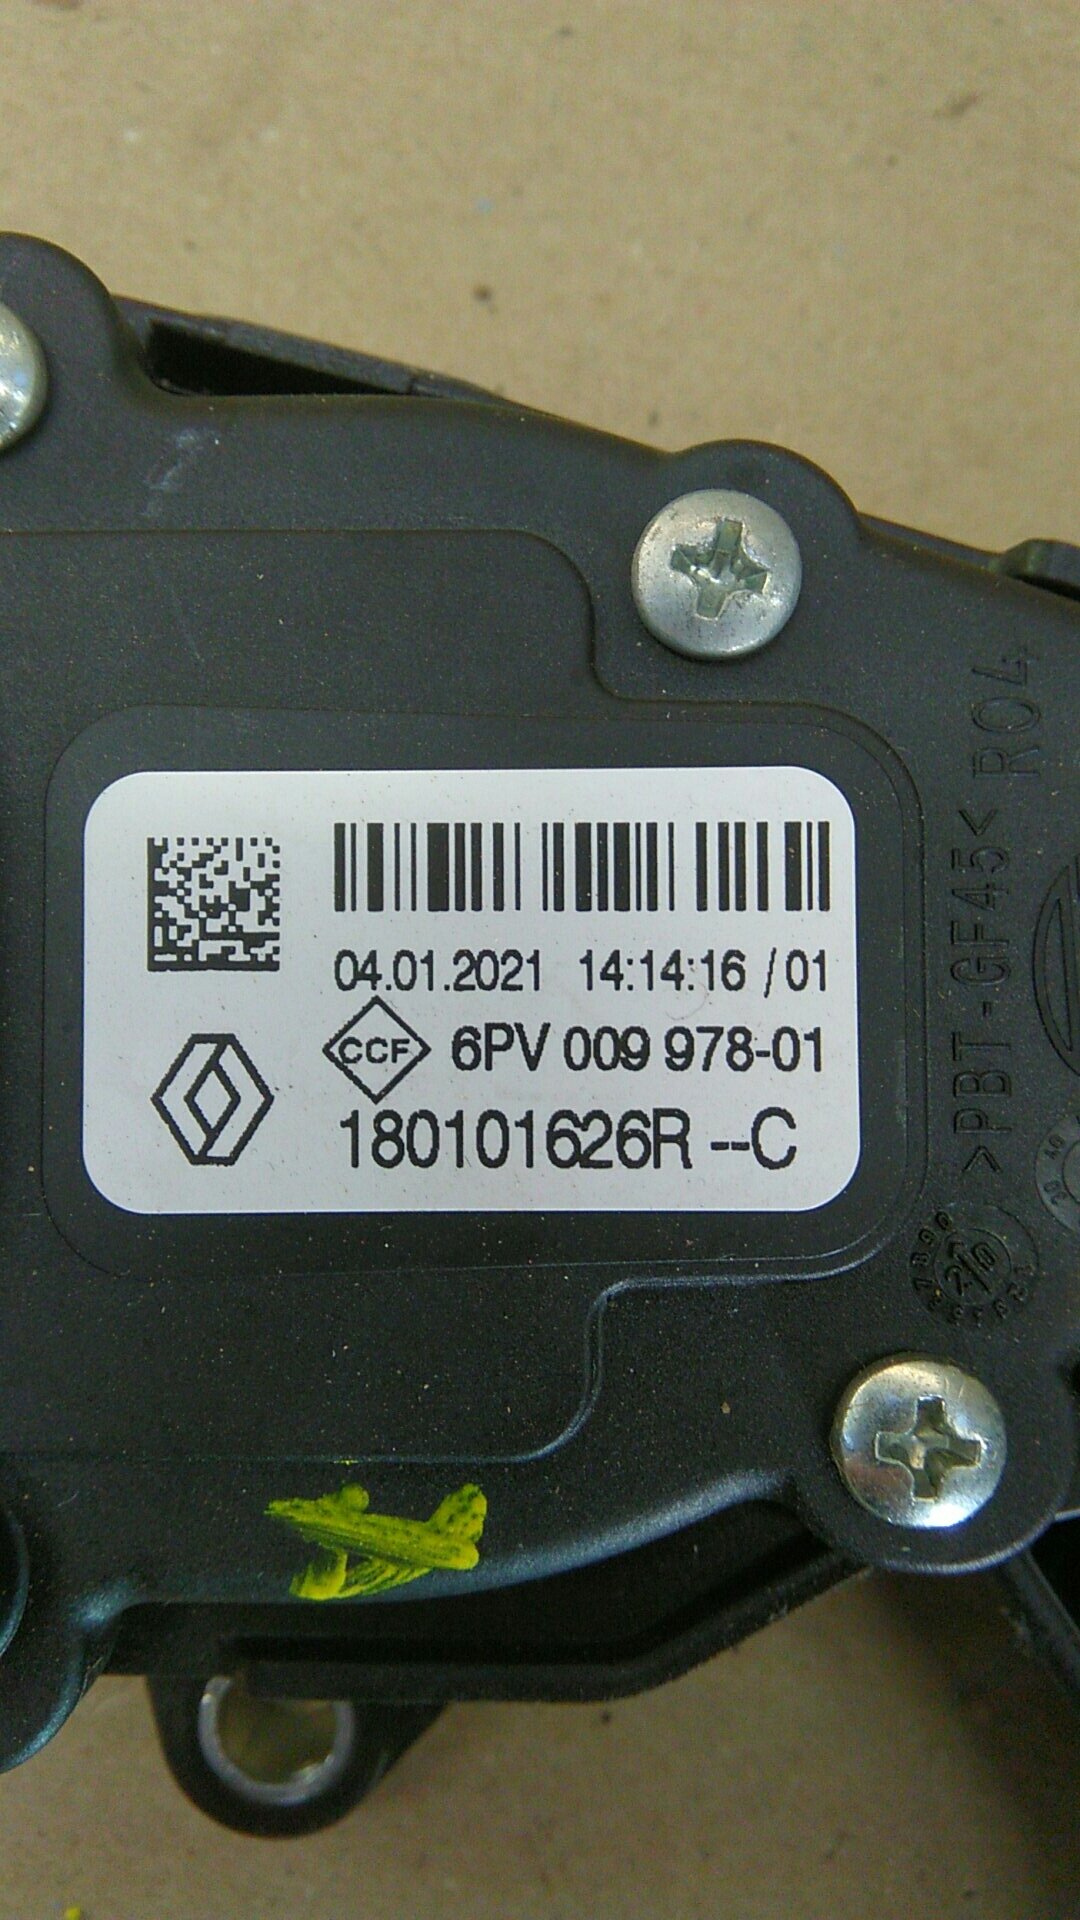 04.01.2021 14:14:16 /01
CCF 6PV 009 978-01
180101626R --C
>PBT-GF45< R04